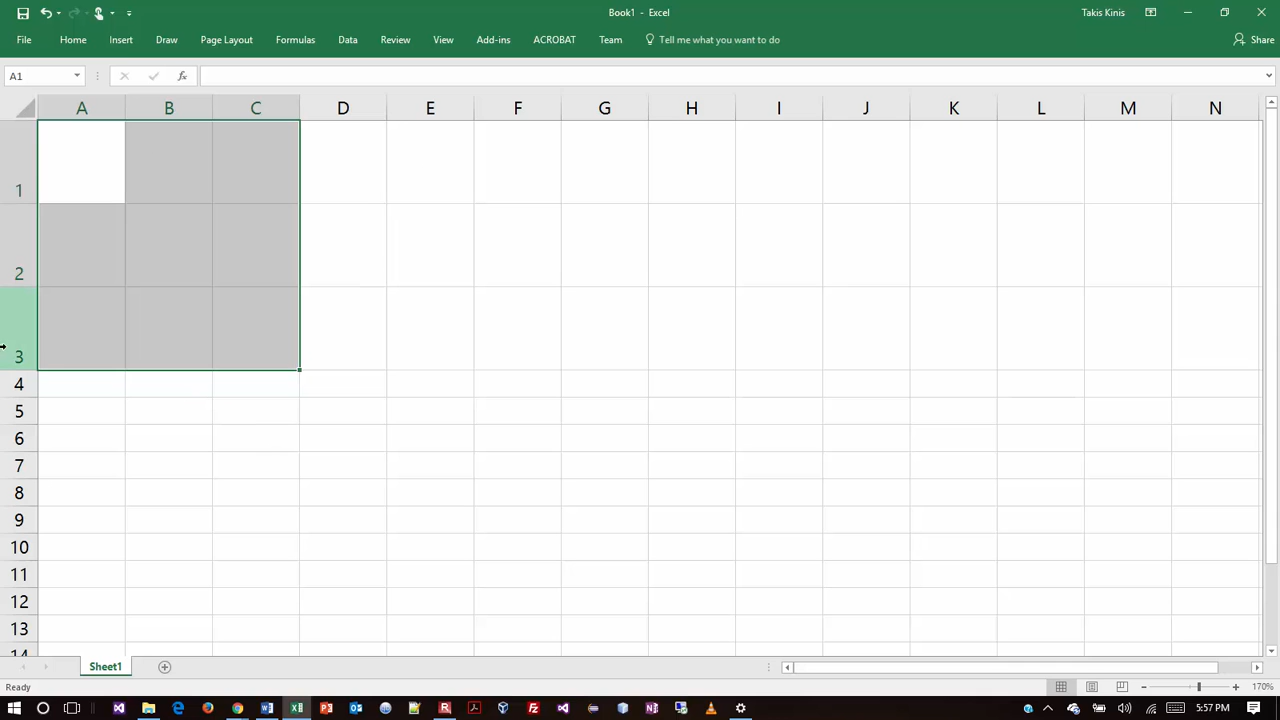 Book1 - Excel
Takis Kinis
File Home Insert Draw Page Layout Formulas Data Review View Add-ins ACROBAT Team Tell me what you want to do Share
A1 fx
A B C D E F G H I J K L M N
1
2
3
4
5
6
7
8
9
10
11
12
13
14
Sheet1
Ready 170%
5:57 PM